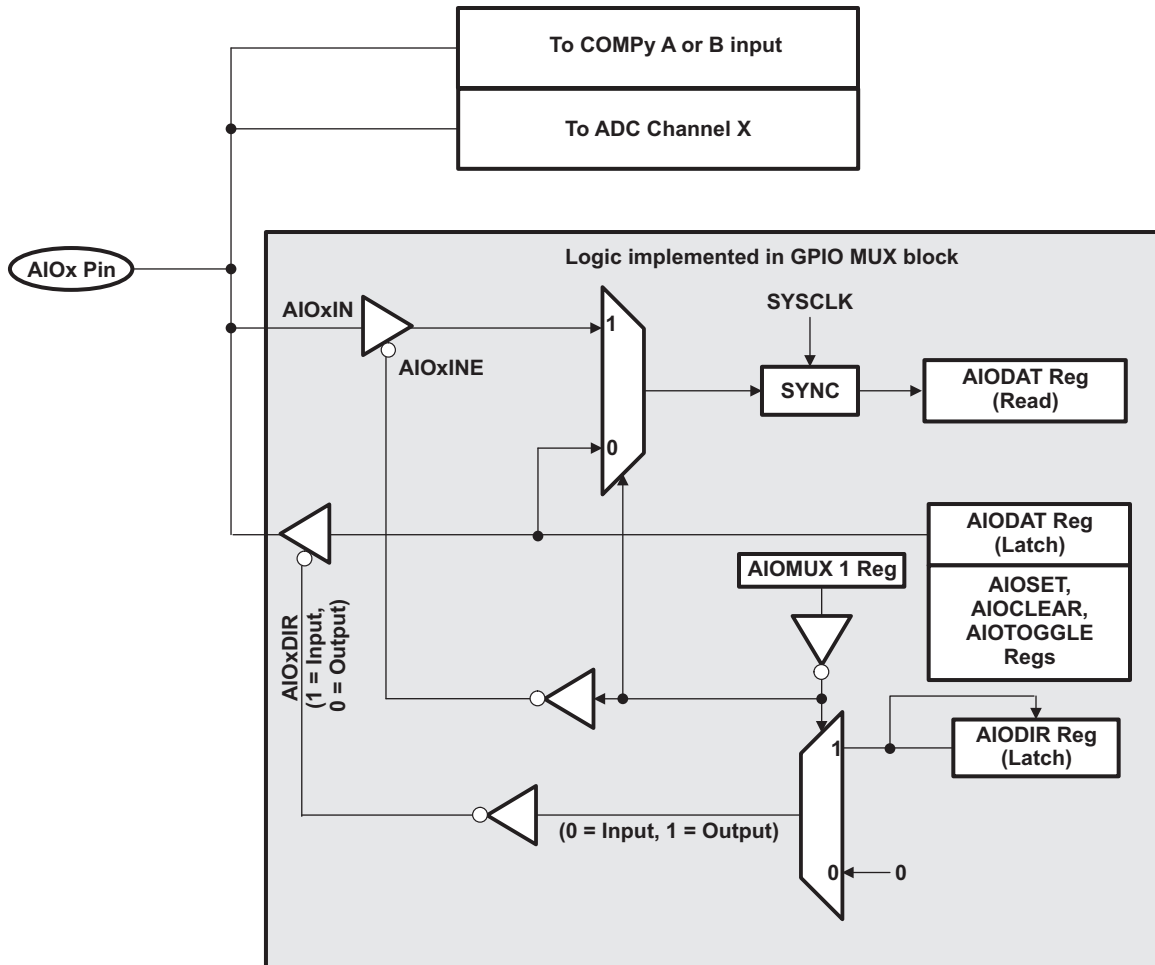 To COMPy A or B input
To ADC Channel X
Logic implemented in GPIO MUX block
AIOx Pin
AIOxIN
SYSCLK
1
AIOxINE
SYNC
AIODAT Reg
(Read)
0
AIODAT Reg
(Latch)
AIOMUX 1 Reg
AIOSET,
AIOCLEAR,
AIOTOGGLE
Regs
AIOxDIR
(1 = Input,
0 = Output)
1
AIODIR Reg
(Latch)
(0 = Input, 1 = Output)
0
0